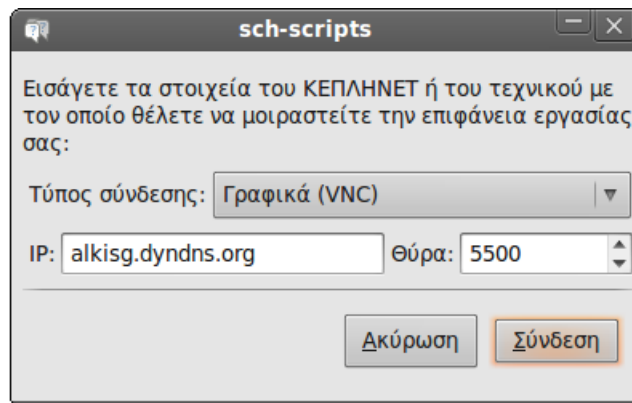 sch-scripts
Εισάγετε τα στοιχεία του ΚΕΠΛΗΝΕΤ ή του τεχνικού με
τον οποίο θέλετε να μοιραστείτε την επιφάνεια εργασίας
σας:
Τύπος σύνδεσης: Γραφικά (VNC)
IP: alkisg.dyndns.org Θύρα: 5500
Ακύρωση Σύνδεση